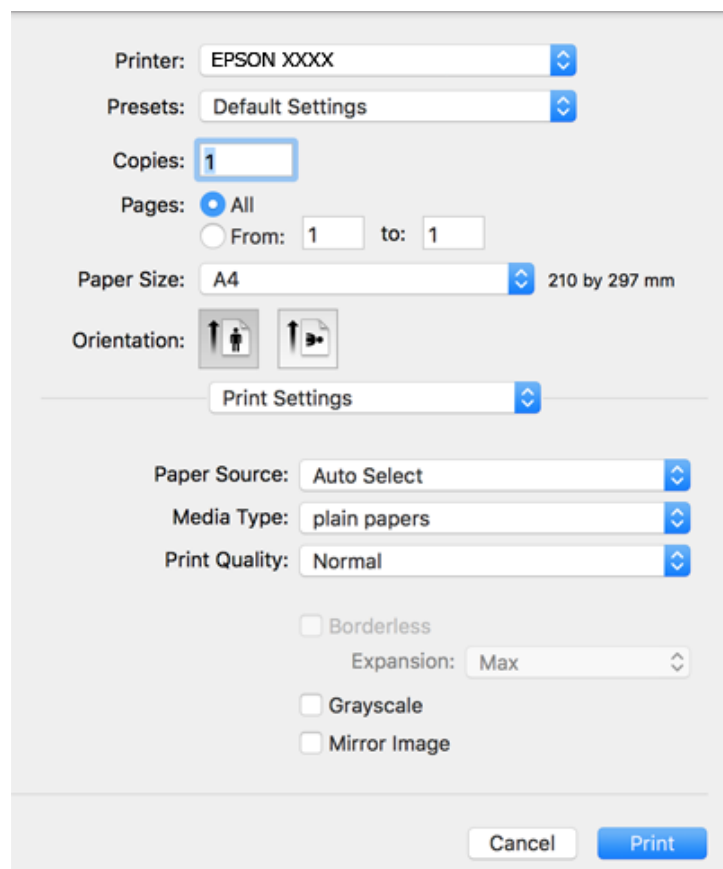 Printer: EPSON XXXX
Presets: Default Settings
Copies: 1
Pages: All
From: 1 to: 1
Paper Size: A4 210 by 297 mm
Orientation:
Print Settings
Paper Source: Auto Select
Media Type: plain papers
Print Quality: Normal
Borderless
Expansion: Max
Grayscale
Mirror Image
Cancel Print